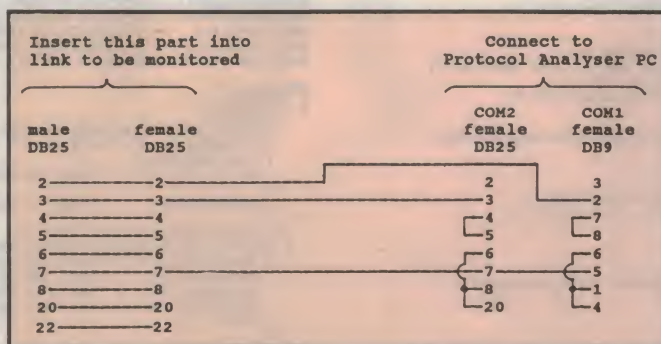 Insert this part into
link to be monitored
Connect to
Protocol Analyser PC
male
DB25
female
DB25
COM2
female
DB25
COM1
female
DB9
2 2 2 3
3 3 3 2
4 4 4 7
5 5 5 8
6 6 6 6
7 7 7 5
8 8 8 1
20 20 20 4
22 22